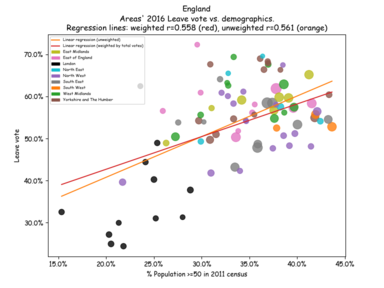 England
Areas' 2016 Leave vote vs. demographics.
Regression lines: weighted r=0.558 (red), unweighted r=0.561 (orange)
Linear regression (unweighted)
Linear regression (weighted by total votes)
East Midlands
East of England
London
North East
North West
South East
South West
West Midlands
Yorkshire and The Humber
70.0%
60.0%
50.0%
40.0%
30.0%
Leave vote
15.0% 20.0% 25.0% 30.0% 35.0% 40.0% 45.0%
% Population >=50 in 2011 census